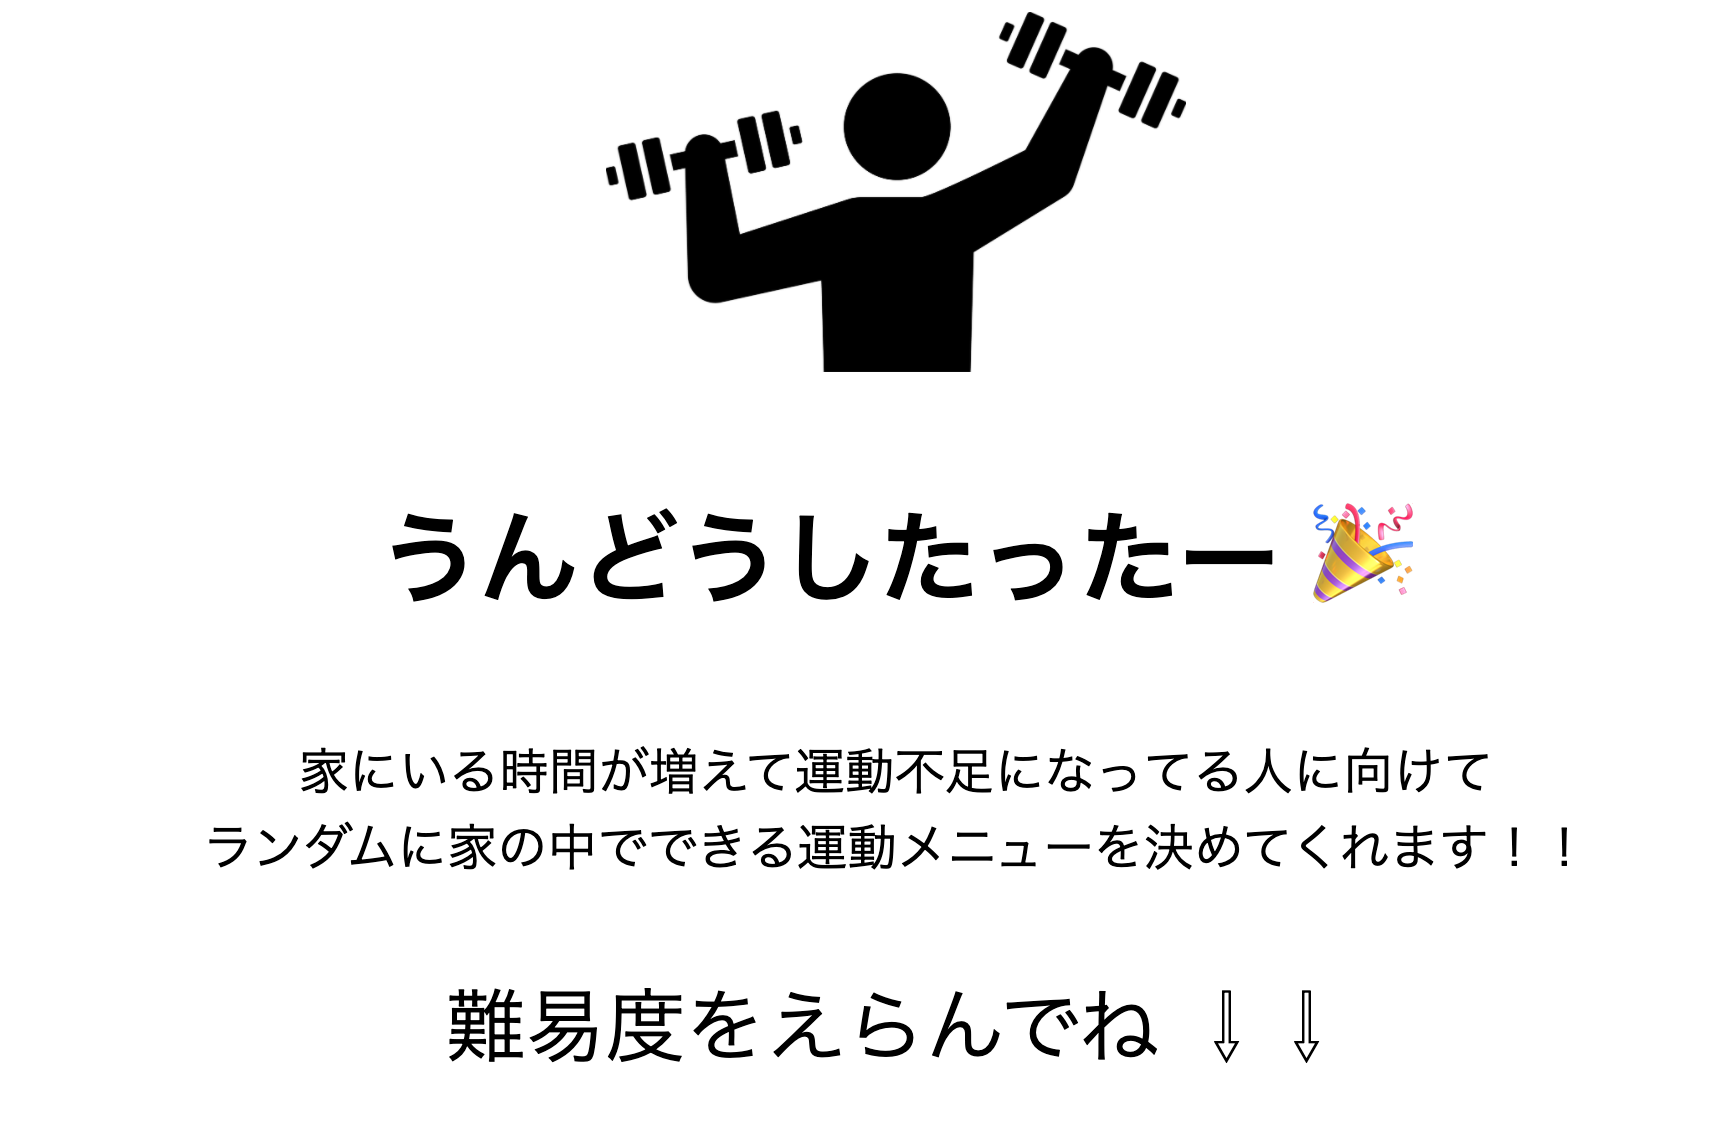 うんどうしたったー 🎉
家にいる時間が増えて運動不足になってる人に向けて
ランダムに家の中でできる運動メニューを決めてくれます！！
難易度をえらんでね ⇩ ⇩